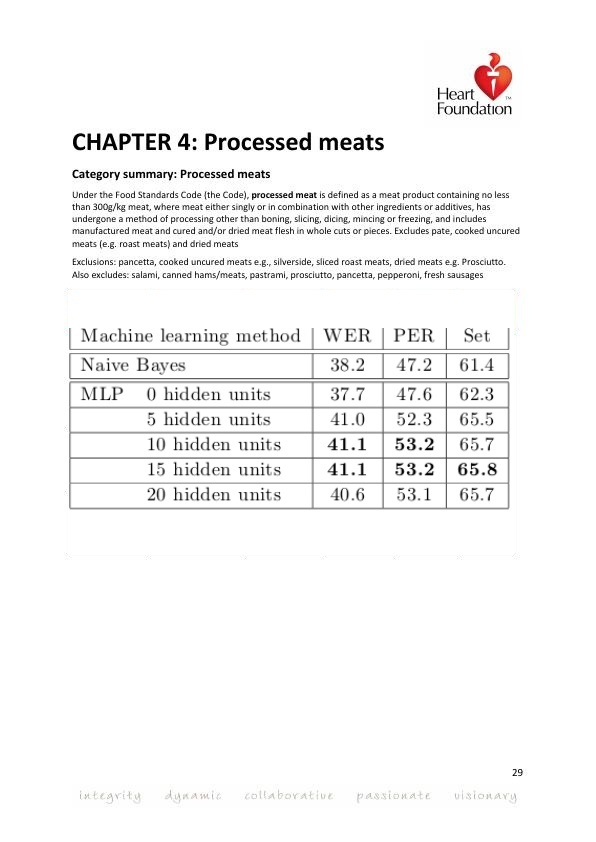 Heart
Foundation™
CHAPTER 4: Processed meats
Category summary: Processed meats
Under the Food Standards Code (the Code), processed meat is defined as a meat product containing no less
than 300g/kg meat, where meat either singly or in combination with other ingredients or additives, has
undergone a method of processing other than boning, slicing, dicing, mincing or freezing, and includes
manufactured meat and cured and/or dried meat flesh in whole cuts or pieces. Excludes pate, cooked uncured
meats (e.g. roast meats) and dried meats
Exclusions: pancetta, cooked uncured meats e.g., silverside, sliced roast meats, dried meats e.g. Prosciutto.
Also excludes: salami, canned hams/meats, pastrami, prosciutto, pancetta, pepperoni, fresh sausages
Machine learning method WER PER Set
Naive Bayes 38.2 47.2 61.4
MLP 0 hidden units 37.7 47.6 62.3
5 hidden units 41.0 52.3 65.5
10 hidden units 41.1 53.2 65.7
15 hidden units 41.1 53.2 65.8
20 hidden units 40.6 53.1 65.7
29
integrity dynamic collaborative passionate visionary